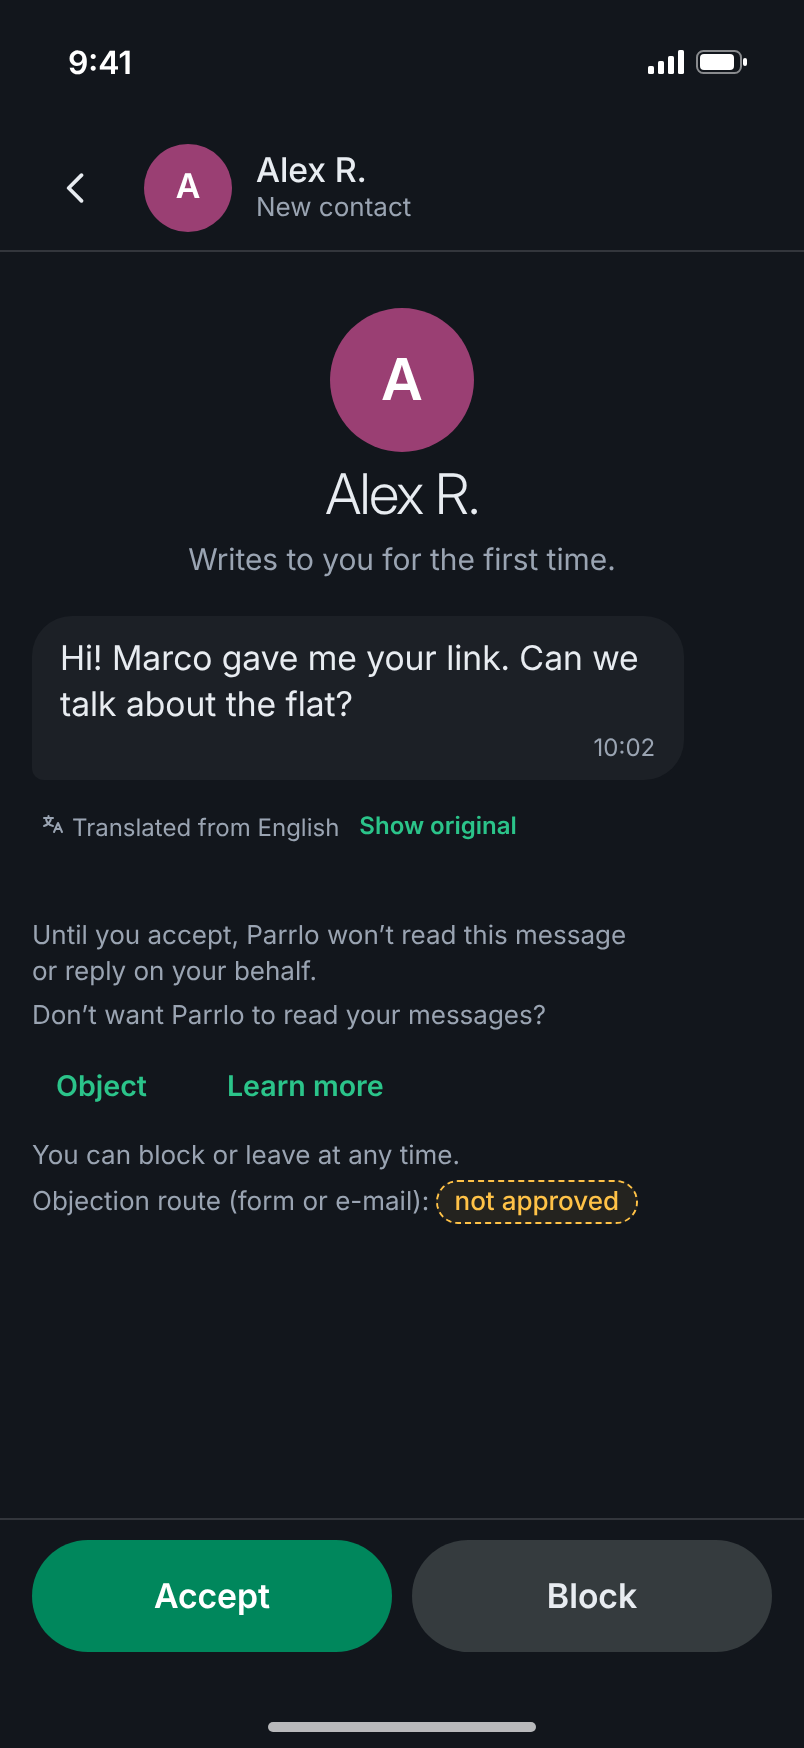 9:41
A
Alex R.
New contact
A
Alex R.
Writes to you for the first time.
Hi! Marco gave me your link. Can we
talk about the flat?
10:02
Translated from English Show original
Until you accept, Parrlo won’t read this message
or reply on your behalf.
Don’t want Parrlo to read your messages?
Object Learn more
You can block or leave at any time.
Objection route (form or e-mail): not approved
Accept Block